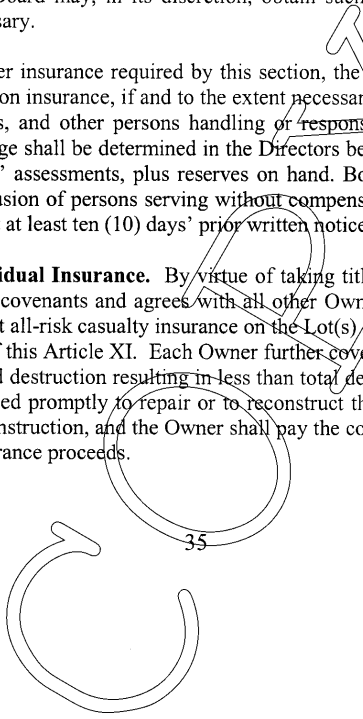 Board may, in its discretion, obtain such
sary.
er insurance required by this section, the
on insurance, if and to the extent necessar
s, and other persons handling or respons
ge shall be determined in the Directors be
' assessments, plus reserves on hand. Bo
usion of persons serving without compens
t at least ten (10) days' prior written notice
idual Insurance. By virtue of taking titl
covenants and agrees with all other Own
t all-risk casualty insurance on the Lot(s)
f this Article XI. Each Owner further cove
d destruction resulting in less than total de
ed promptly to repair or to reconstruct th
nstruction, and the Owner shall pay the co
rance proceeds.
35
COPY